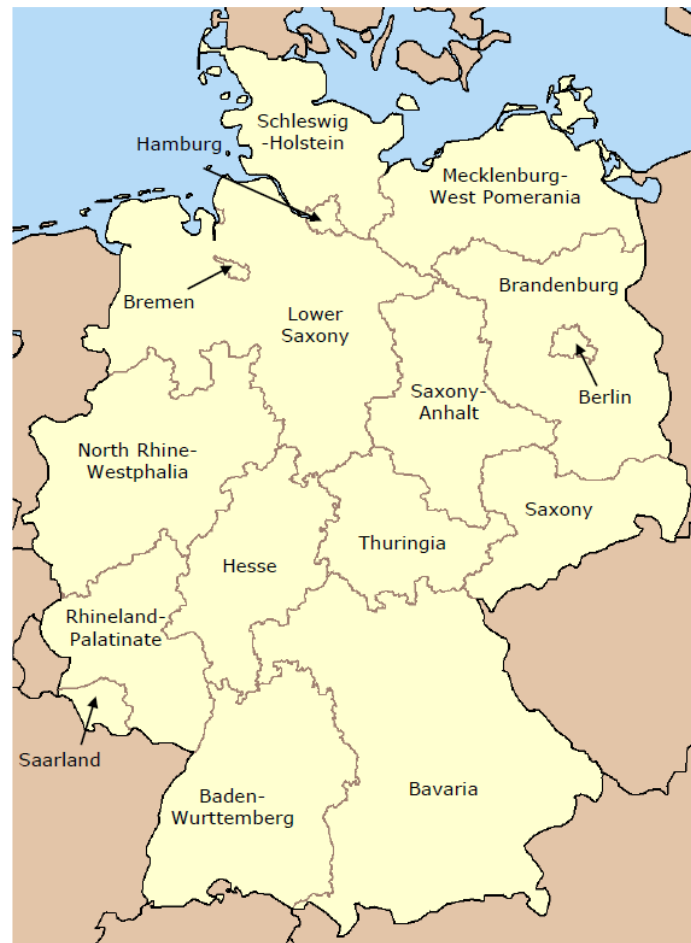 Schleswig
-Holstein
Hamburg
Mecklenburg-
West Pomerania
Brandenburg
Bremen
Lower
Saxony
Saxony-
Anhalt
Berlin
North Rhine-
Westphalia
Saxony
Thuringia
Hesse
Rhineland-
Palatinate
Saarland
Baden-
Wurttemberg
Bavaria